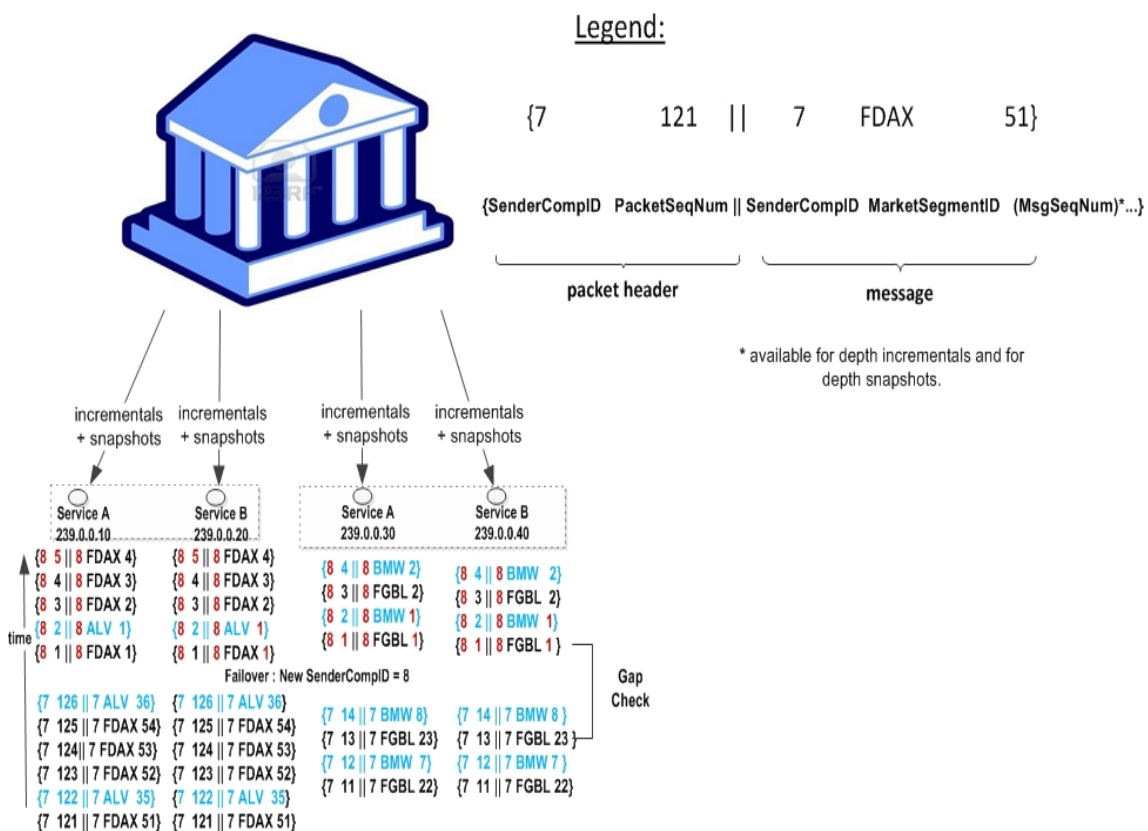 Legend:
{7 121 || 7 FDAX 51}
{SenderCompID PacketSeqNum || SenderCompID MarketSegmentID (MsgSeqNum)*...}
packet header
message
* available for depth incrementals and for
depth snapshots.
incrementals
+ snapshots
incrementals
+ snapshots
incrementals
+ snapshots
incrementals
+ snapshots
Service A
239.0.0.10
{8 5 || 8 FDAX 4}
{8 4 || 8 FDAX 3}
{8 3 || 8 FDAX 2}
{8 2 || 8 ALV 1}
{8 1 || 8 FDAX 1}
Service B
239.0.0.20
{8 5 || 8 FDAX 4}
{8 4 || 8 FDAX 3}
{8 3 || 8 FDAX 2}
{8 2 || 8 ALV 1}
{8 1 || 8 FDAX 1}
Service A
239.0.0.30
{8 4 || 8 BMW 2}
{8 3 || 8 FGBL 2}
{8 2 || 8 BMW 1}
{8 1 || 8 FGBL 1}
Service B
239.0.0.40
{8 4 || 8 BMW 2}
{8 3 || 8 FGBL 2}
{8 2 || 8 BMW 1}
{8 1 || 8 FGBL 1}
time
Failover : New SenderCompID = 8
Gap
Check
{7 126 || 7 ALV 36}
{7 125 || 7 FDAX 54}
{7 124|| 7 FDAX 53}
{7 123 || 7 FDAX 52}
{7 122 || 7 ALV 35}
{7 121 || 7 FDAX 51}
{7 126 || 7 ALV 36}
{7 125 || 7 FDAX 54}
{7 124 || 7 FDAX 53}
{7 123 || 7 FDAX 52}
{7 122 || 7 ALV 35}
{7 121 || 7 FDAX 51}
{7 14 || 7 BMW 8}
{7 13 || 7 FGBL 23}
{7 12 || 7 BMW 7}
{7 11 || 7 FGBL 22}
{7 14 || 7 BMW 8 }
{7 13 || 7 FGBL 23 }
{7 12 || 7 BMW 7 }
{7 11 || 7 FGBL 22}